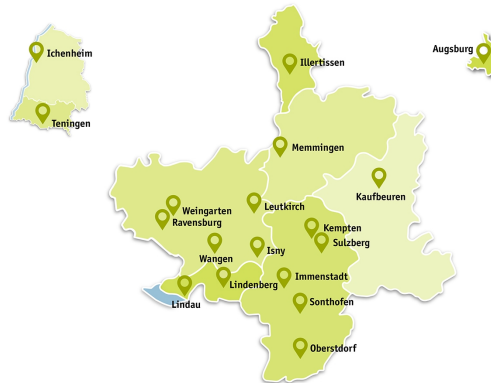 Augsburg
Ichenheim
Illertissen
Teningen
Memmingen
Kaufbeuren
Leutkirch
Weingarten
Ravensburg
Kempten
Sulzberg
Isny
Wangen
Immenstadt
Lindenberg
Sonthofen
Lindau
Oberstdorf